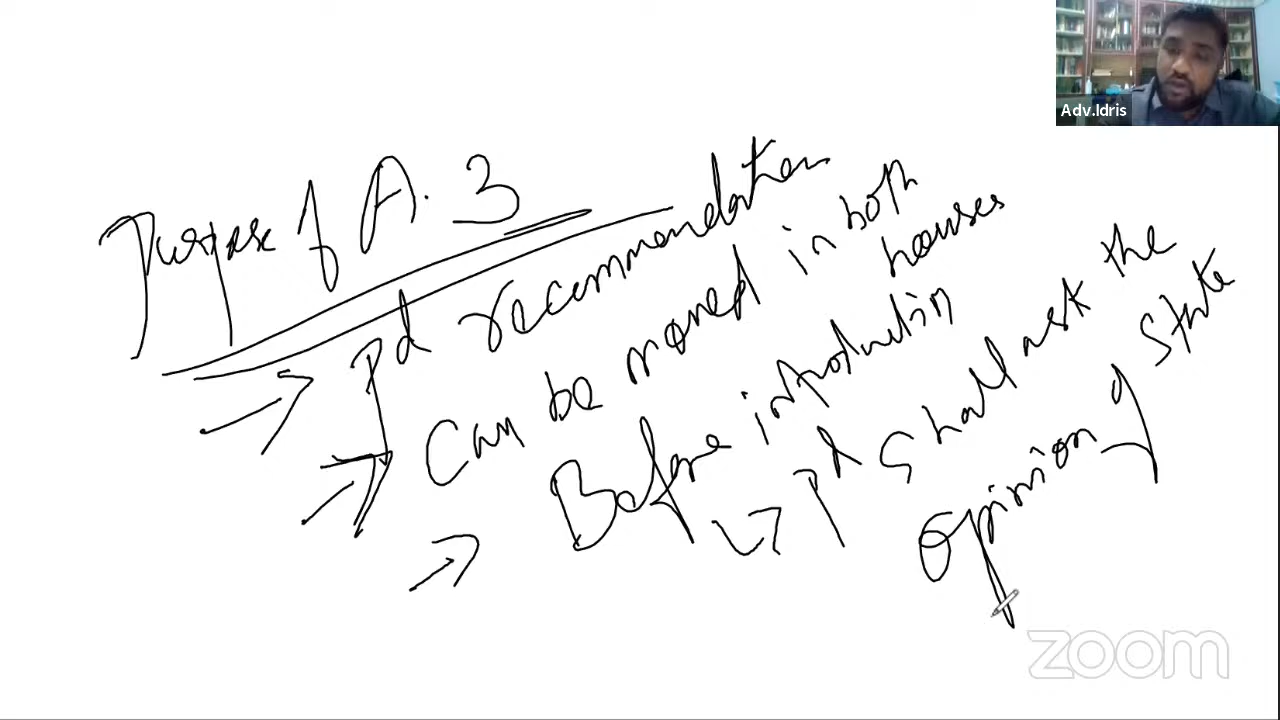 Adv.Idris
Purpose of A. 3
→ Pd recommendation
→ Can be moved in both houses
→ Before introduction
↳ Pd shall ask the
opinion of State
zoom